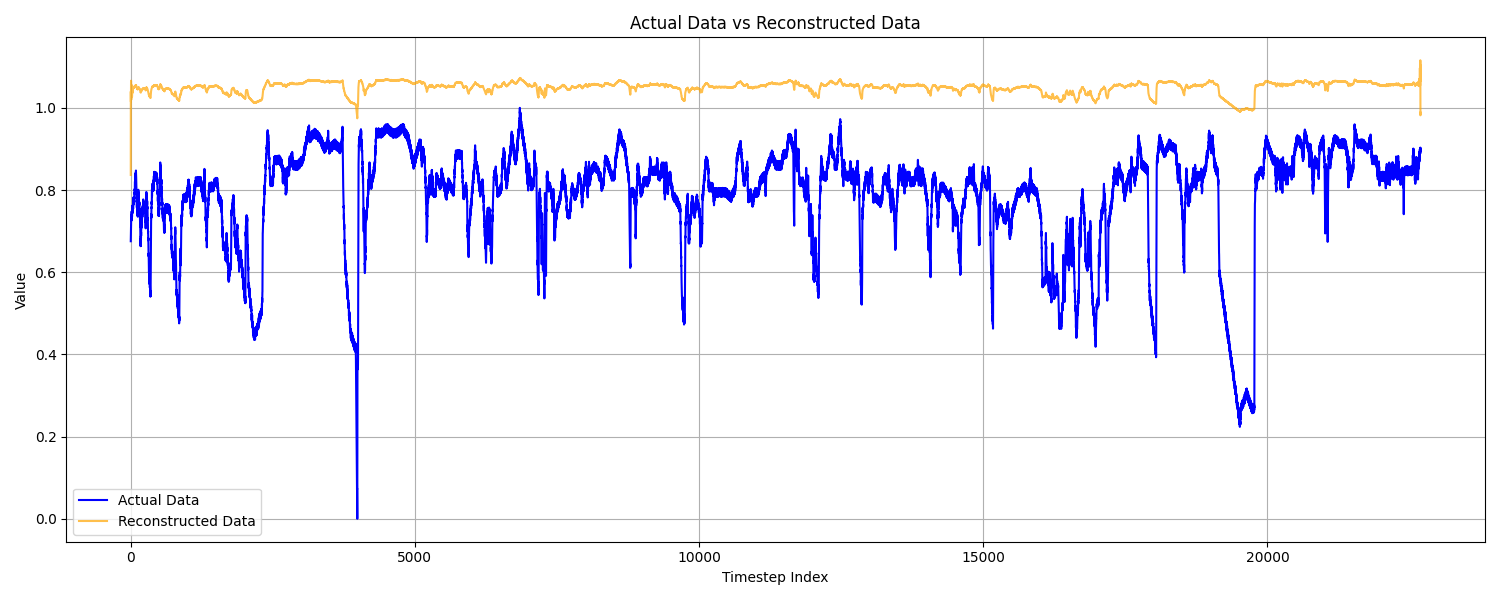 Actual Data vs Reconstructed Data
Value
1.0
0.8
0.6
0.4
0.2
0.0
Actual Data
Reconstructed Data
0 5000 10000 15000 20000
Timestep Index